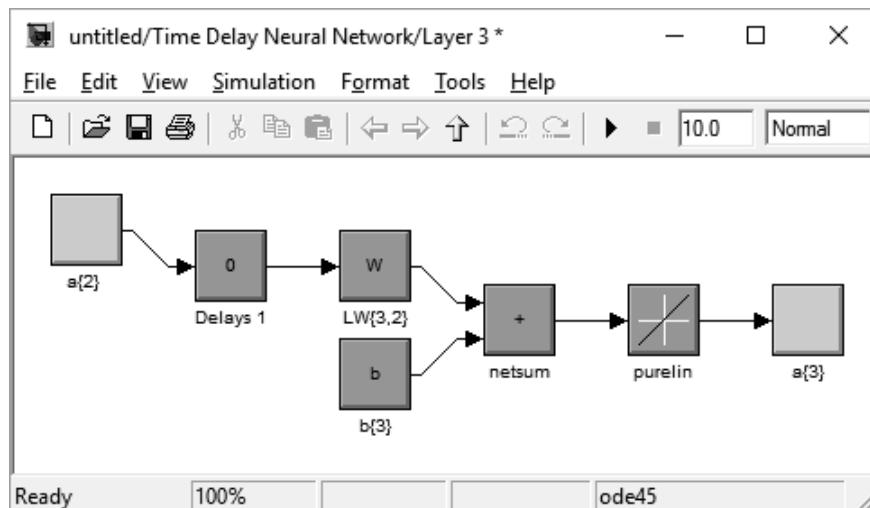 untitled/Time Delay Neural Network/Layer 3 *
File Edit View Simulation Format Tools Help
10.0 Normal
a{2}
0
Delays 1
W
LW{3,2}
b
b{3}
+
netsum
purelin
a{3}
Ready 100% ode45